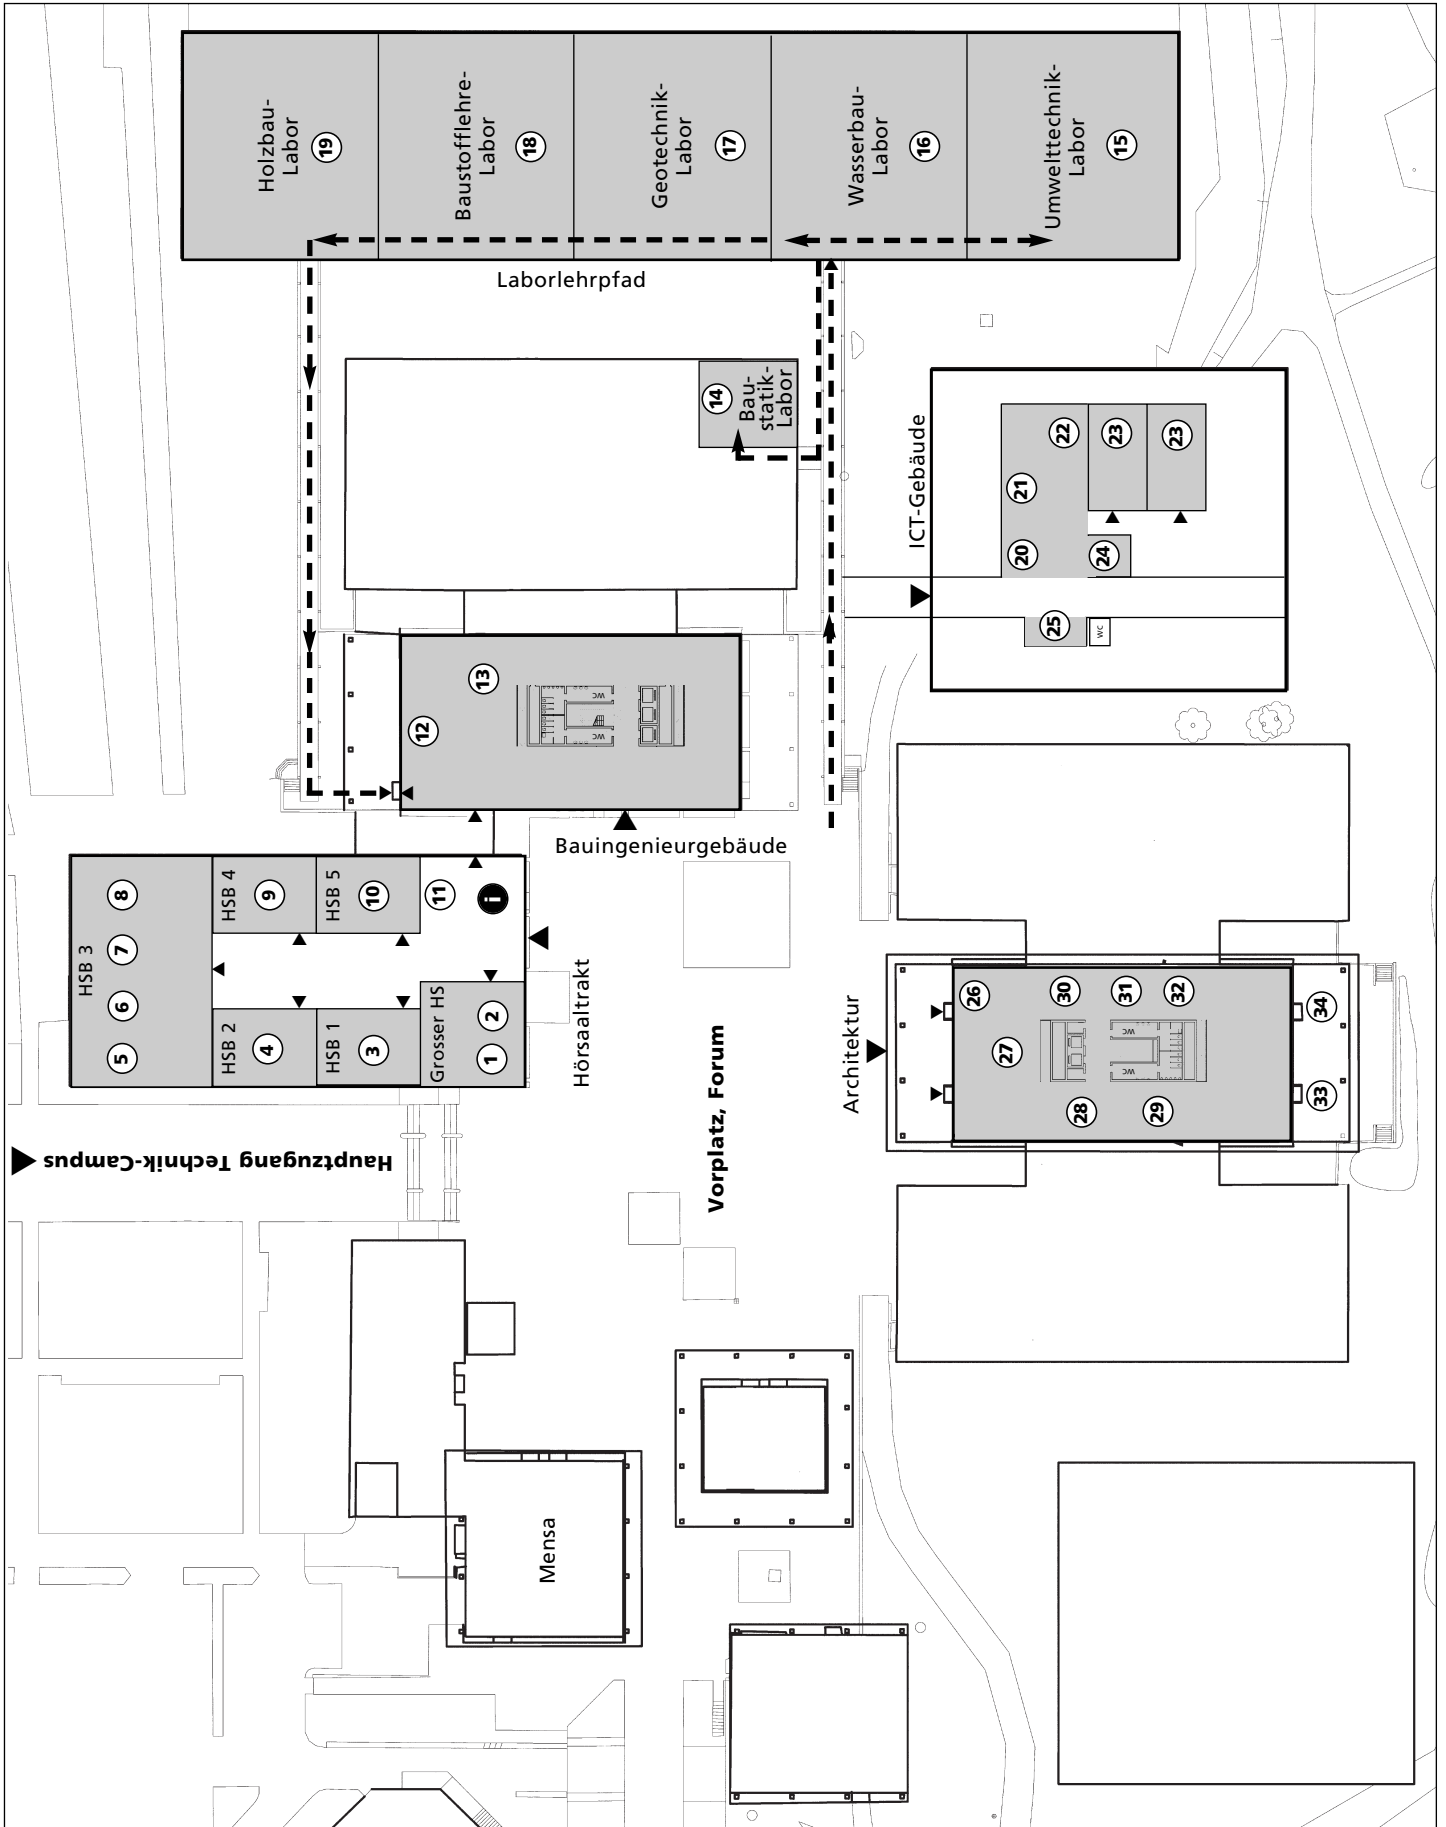 Holzbau-
Labor
19
Baustofflehre-
Labor
18
Geotechnik-
Labor
17
Wasserbau-
Labor
16
Umwelttechnik-
Labor
15
Laborlehrpfad
14
Bau-
statik-
Labor
ICT-Gebäude
22
23
23
21
20
24
25
WC
13
12
WC
WC
Bauingenieurgebäude
HSB 3
8
7
6
5
HSB 4
9
HSB 5
10
11
i
HSB 2
4
HSB 1
3
Grosser HS
2
1
Hörsaaltrakt
Hauptzugang Technik-Campus
Vorplatz, Forum
Architektur
26
30
31
32
27
WC
WC
28
29
34
33
Mensa